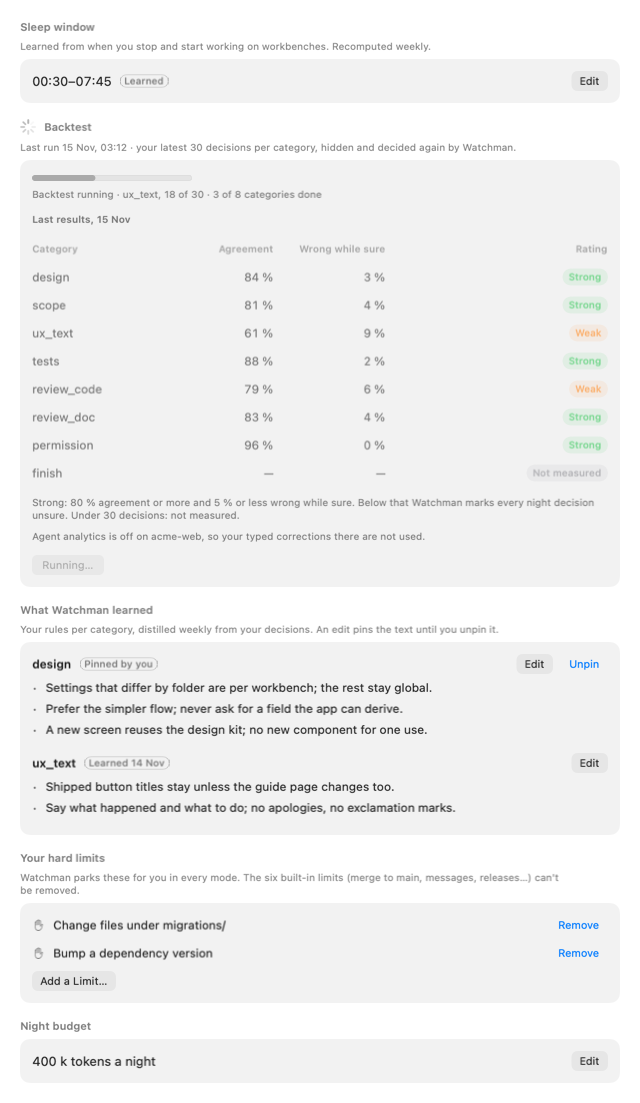 Sleep window
Learned from when you stop and start working on workbenches. Recomputed weekly.
00:30–07:45 Learned Edit
Backtest
Last run 15 Nov, 03:12 · your latest 30 decisions per category, hidden and decided again by Watchman.
Backtest running · ux_text, 18 of 30 · 3 of 8 categories done
Last results, 15 Nov
Category Agreement Wrong while sure Rating
design 84 % 3 % Strong
scope 81 % 4 % Strong
ux_text 61 % 9 % Weak
tests 88 % 2 % Strong
review_code 79 % 6 % Weak
review_doc 83 % 4 % Strong
permission 96 % 0 % Strong
finish — — Not measured
Strong: 80 % agreement or more and 5 % or less wrong while sure. Below that Watchman marks every night decision
unsure. Under 30 decisions: not measured.
Agent analytics is off on acme-web, so your typed corrections there are not used.
Running…
What Watchman learned
Your rules per category, distilled weekly from your decisions. An edit pins the text until you unpin it.
design Pinned by you Edit Unpin
· Settings that differ by folder are per workbench; the rest stay global.
· Prefer the simpler flow; never ask for a field the app can derive.
· A new screen reuses the design kit; no new component for one use.
ux_text Learned 14 Nov Edit
· Shipped button titles stay unless the guide page changes too.
· Say what happened and what to do; no apologies, no exclamation marks.
Your hard limits
Watchman parks these for you in every mode. The six built-in limits (merge to main, messages, releases…) can't
be removed.
Change files under migrations/ Remove
Bump a dependency version Remove
Add a Limit…
Night budget
400 k tokens a night Edit